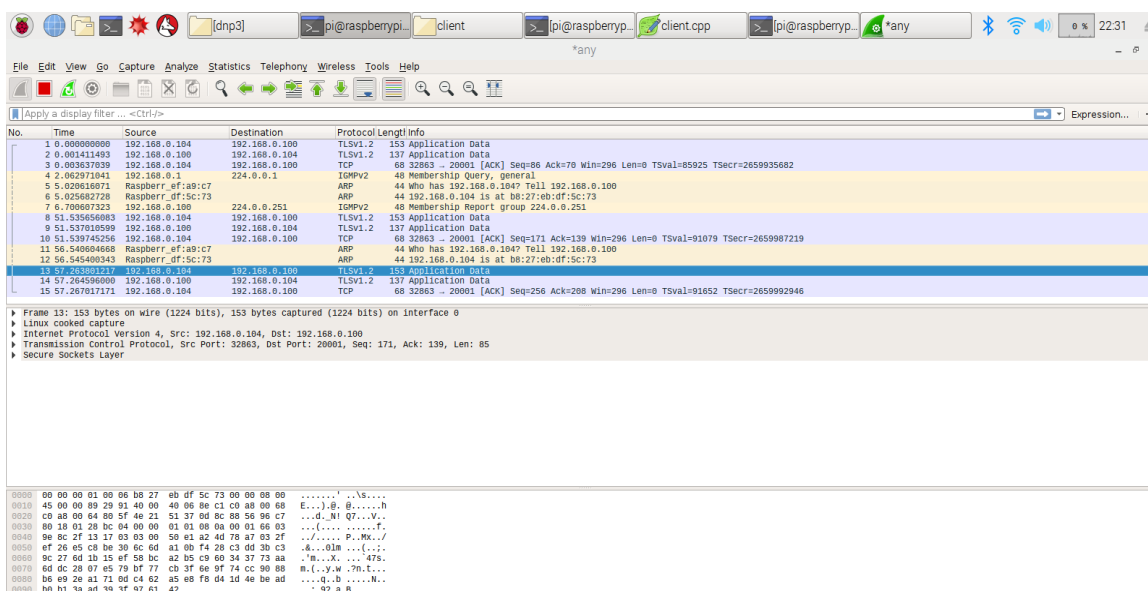 [dnp3] pi@raspberrypi... client [pi@raspberryp... client.cpp [pi@raspberryp... *any 0 % 22:31
*any
File Edit View Go Capture Analyze Statistics Telephony Wireless Tools Help
Apply a display filter ... <Ctrl-/> Expression...
No. Time Source Destination Protocol Lengtl Info
1 0.000000000 192.168.0.104 192.168.0.100 TLSv1.2 153 Application Data
2 0.001411493 192.168.0.100 192.168.0.104 TLSv1.2 137 Application Data
3 0.003637039 192.168.0.104 192.168.0.100 TCP 68 32863 → 20001 [ACK] Seq=86 Ack=70 Win=296 Len=0 TSval=85925 TSecr=2659935682
4 2.062971041 192.168.0.1 224.0.0.1 IGMPv2 48 Membership Query, general
5 5.020616071 Raspberr_ef:a9:c7 ARP 44 Who has 192.168.0.104? Tell 192.168.0.100
6 5.025682728 Raspberr_df:5c:73 ARP 44 192.168.0.104 is at b8:27:eb:df:5c:73
7 6.700607323 192.168.0.100 224.0.0.251 IGMPv2 48 Membership Report group 224.0.0.251
8 51.535656083 192.168.0.104 192.168.0.100 TLSv1.2 153 Application Data
9 51.537010599 192.168.0.100 192.168.0.104 TLSv1.2 137 Application Data
10 51.539745256 192.168.0.104 192.168.0.100 TCP 68 32863 → 20001 [ACK] Seq=171 Ack=139 Win=296 Len=0 TSval=91079 TSecr=2659987219
11 56.540604668 Raspberr_ef:a9:c7 ARP 44 Who has 192.168.0.104? Tell 192.168.0.100
12 56.545400343 Raspberr_df:5c:73 ARP 44 192.168.0.104 is at b8:27:eb:df:5c:73
13 57.263801217 192.168.0.104 192.168.0.100 TLSv1.2 153 Application Data
14 57.264596000 192.168.0.100 192.168.0.104 TLSv1.2 137 Application Data
15 57.267017171 192.168.0.104 192.168.0.100 TCP 68 32863 → 20001 [ACK] Seq=256 Ack=208 Win=296 Len=0 TSval=91652 TSecr=2659992946
Frame 13: 153 bytes on wire (1224 bits), 153 bytes captured (1224 bits) on interface 0
Linux cooked capture
Internet Protocol Version 4, Src: 192.168.0.104, Dst: 192.168.0.100
Transmission Control Protocol, Src Port: 32863, Dst Port: 20001, Seq: 171, Ack: 139, Len: 85
Secure Sockets Layer
0000 00 00 00 01 00 06 b8 27 eb df 5c 73 00 00 08 00 .......' ..\s....
0010 45 00 00 89 29 91 40 00 40 06 8e c1 c0 a8 00 68 E...).@. @......h
0020 c0 a8 00 64 80 5f 4e 21 51 37 0d 8c 88 56 96 c7 ...d._N! Q7...V..
0030 80 18 01 28 bc 04 00 00 01 01 08 0a 00 01 66 03 ...(.... ......f.
0040 9e 8c 2f 13 17 03 03 00 50 e1 a2 4d 78 a7 03 2f ../..... P..Mx../
0050 ef 26 e5 c8 be 30 6c 6d a1 0b f4 28 c3 dd 3b c3 .&...0lm ...(..;.
0060 9c 27 6d 1b 15 ef 58 bc a2 b5 c9 60 34 37 73 aa .'m...X. ...`47s.
0070 6d dc 28 07 e5 79 bf 77 cb 3f 6e 9f 74 cc 90 88 m.(..y.w .?n.t...
0080 b6 e9 2e a1 71 0d c4 62 a5 e8 f8 d4 1d 4e be ad ....q..b .....N..
0090 b0 b1 3a ad 39 3f 97 61 42